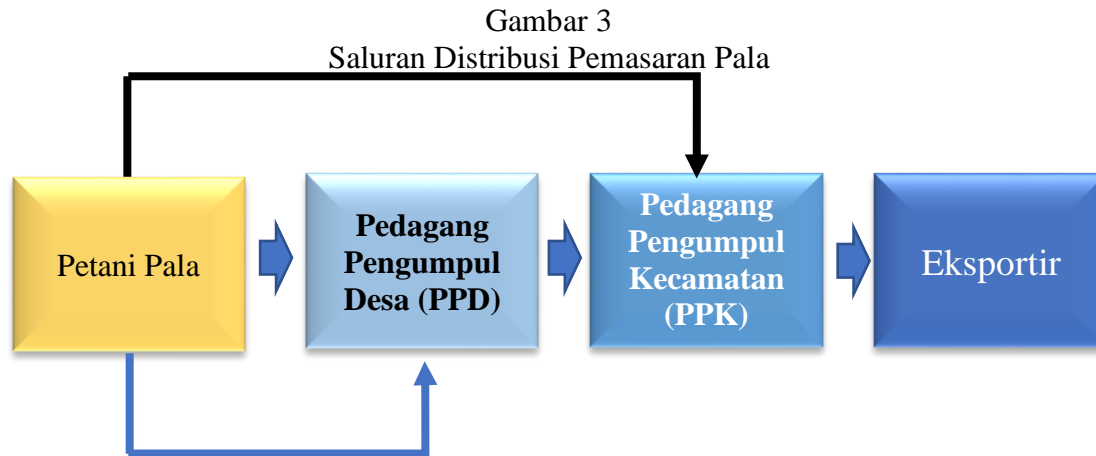 Gambar 3
Saluran Distribusi Pemasaran Pala
Petani Pala
Pedagang
Pengumpul
Desa (PPD)
Pedagang
Pengumpul
Kecamatan
(PPK)
Eksportir